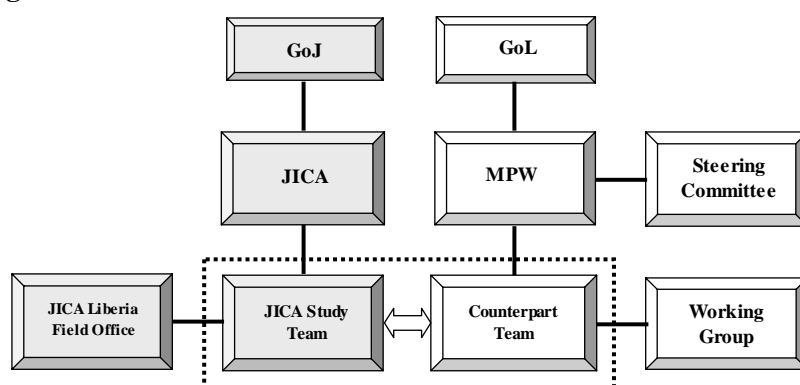 GoJ
GoL
JICA
MPW
Steering
Committee
JICA Liberia
Field Office
JICA Study
Team
Counterpart
Team
Working
Group